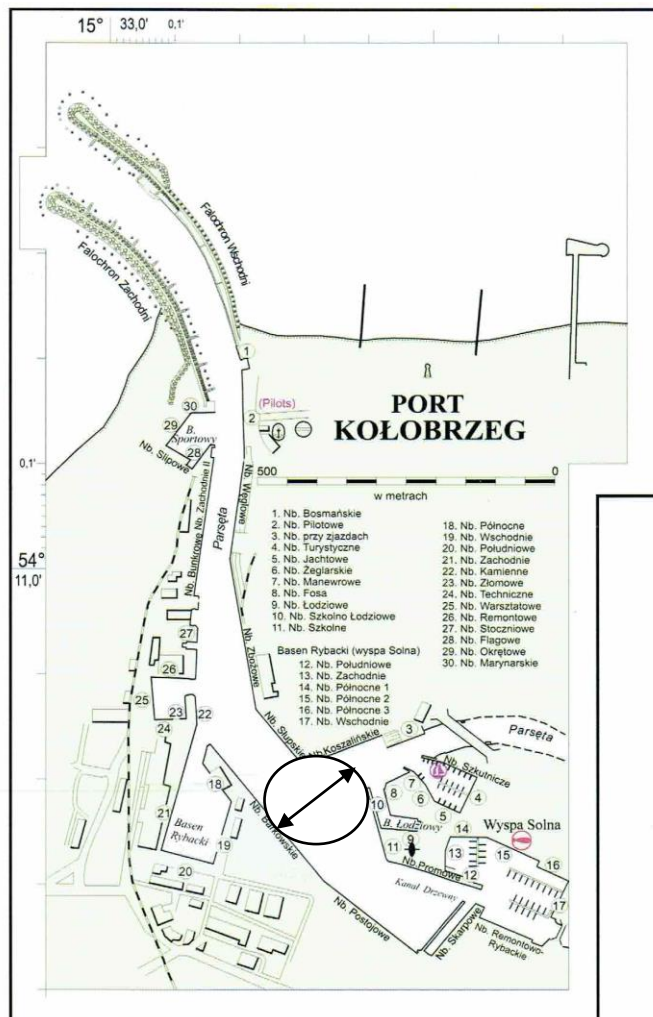 15° 33,0' 0,1'
Falochron Wschodni
Falochron Zachodni
1
(Pilots)
30
2
29
B. Sportowy
28
Nb. Slipowe
PORT
KOŁOBRZEG
0,1'
500 0
w metrach
Nb. Węglowe
Nb. Zachodnie II
Parsęta
Nb. Bunkrowe
54°
11,0'
1. Nb. Bosmańskie
2. Nb. Pilotowe
3. Nb. przy zjazdach
4. Nb. Turystyczne
5. Nb. Jachtowe
6. Nb. Żeglarskie
7. Nb. Manewrowe
8. Nb. Fosa
9. Nb. Łodziowe
10. Nb. Szkolno Łodziowe
11. Nb. Szkolne
18. Nb. Północne
19. Nb. Wschodnie
20. Nb. Południowe
21. Nb. Zachodnie
22. Nb. Kamienne
23. Nb. Złomowe
24. Nb. Techniczne
25. Nb. Warsztatowe
26. Nb. Remontowe
27. Nb. Stoczniowe
28. Nb. Flagowe
29. Nb. Okrętowe
30. Nb. Marynarskie
Basen Rybacki (wyspa Solna)
12. Nb. Południowe
13. Nb. Zachodnie
14. Nb. Północne 1
15. Nb. Północne 2
16. Nb. Północne 3
17. Nb. Wschodnie
27
Nb. Zbożowe
26
25
23
22
24
Nb. Słupskie
Nb. Koszalińskie
3
Parsęta
Nb. Szkutnicze
18
10
8
7
6
4
5
Nb. Barkowskie
B. Łodziowy
14
Wyspa Solna
21
Basen Rybacki
19
11
9
13
15
16
Nb. Promowe
12
20
Kanał Drzewny
17
Nb. Postojowe
Nb. Skarpowe
Nb. Remontowo-
Rybackie